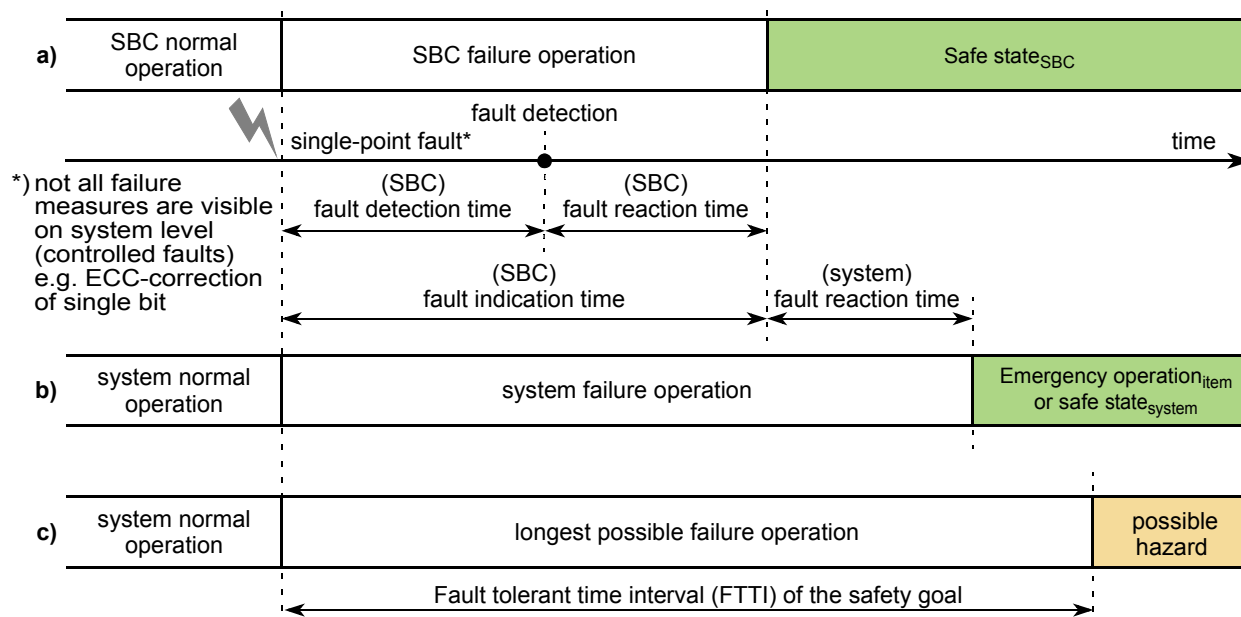 a)
SBC normal
operation
SBC failure operation
Safe stateSBC
fault detection
single-point fault*
time
*) not all failure
measures are visible
on system level
(controlled faults)
e.g. ECC-correction
of single bit
(SBC)
fault detection time
(SBC)
fault reaction time
(SBC)
fault indication time
(system)
fault reaction time
b)
system normal
operation
system failure operation
Emergency operationitem
or safe statesystem
c)
system normal
operation
longest possible failure operation
possible
hazard
Fault tolerant time interval (FTTI) of the safety goal